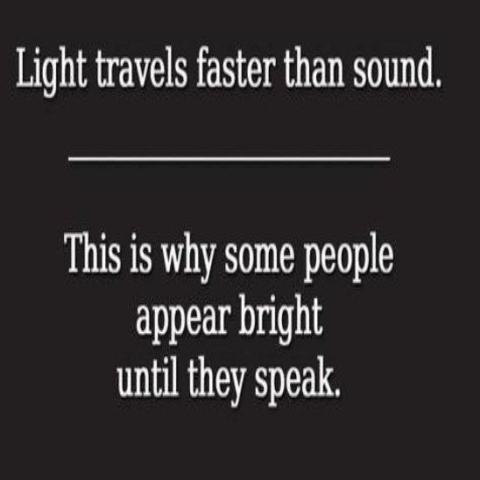 Light travels faster than sound.
This is why some people
appear bright
until they speak.